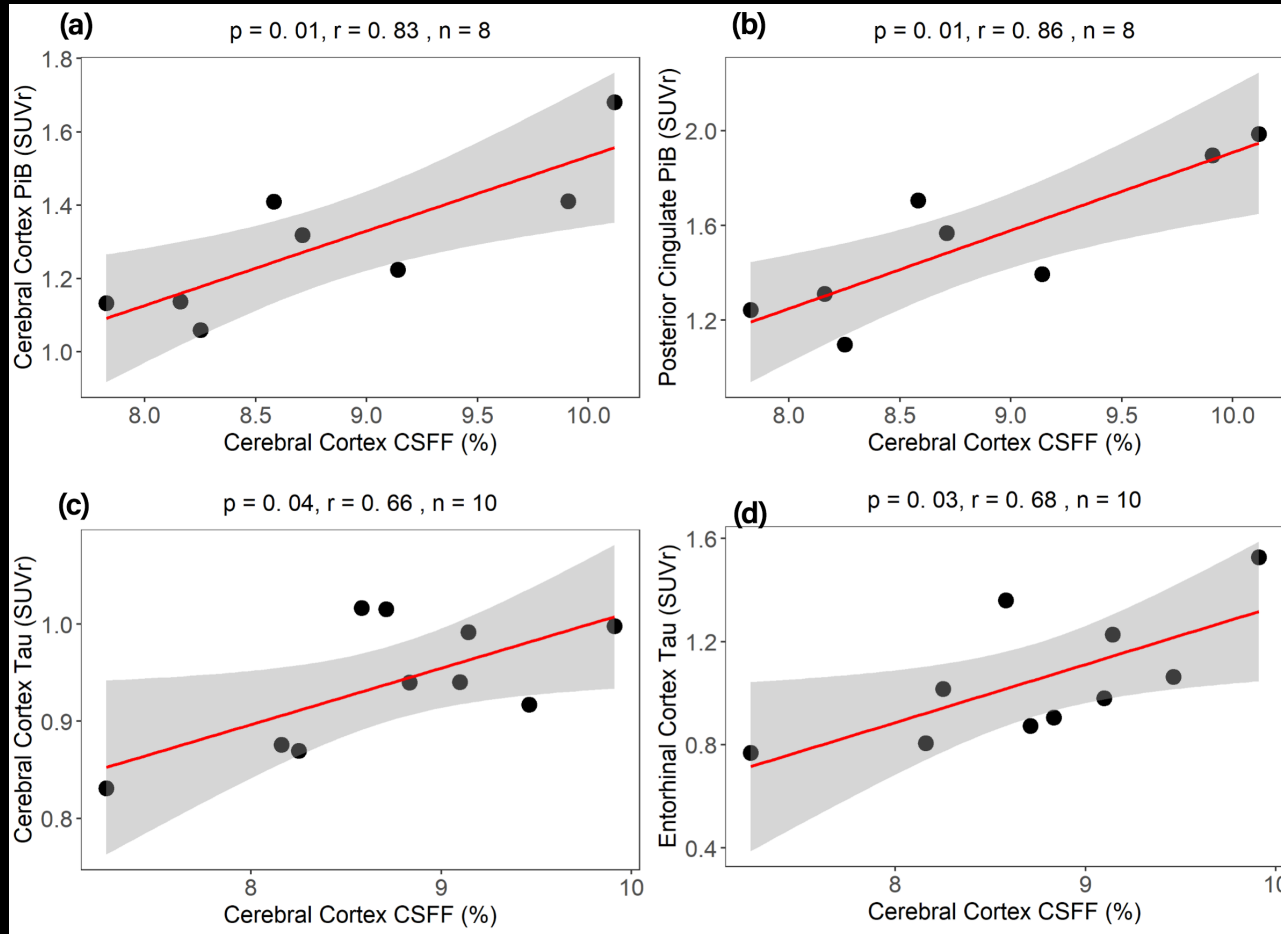 (a)
p = 0. 01, r = 0. 83 , n = 8
Cerebral Cortex PiB (SUVr)
1.8
1.6
1.4
1.2
1.0
8.0 8.5 9.0 9.5 10.0
Cerebral Cortex CSFF (%)
(b)
p = 0. 01, r = 0. 86 , n = 8
Posterior Cingulate PiB (SUVr)
2.0
1.6
1.2
8.0 8.5 9.0 9.5 10.0
Cerebral Cortex CSFF (%)
(c)
p = 0. 04, r = 0. 66 , n = 10
Cerebral Cortex Tau (SUVr)
1.0
0.9
0.8
8 9 10
Cerebral Cortex CSFF (%)
(d)
p = 0. 03, r = 0. 68 , n = 10
Entorhinal Cortex Tau (SUVr)
1.6
1.2
0.8
0.4
8 9 10
Cerebral Cortex CSFF (%)